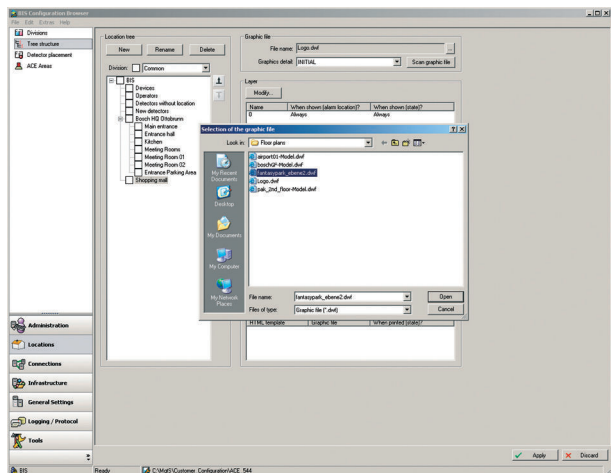 BIS Configuration Browser
File Edit Extras Help
Divisions
Tree structure
Detector placement
ACE Areas
Administration
Locations
Connections
Infrastructure
General Settings
Logging / Protocol
Tools
Location tree
New Rename Delete
Division: Common
BIS
Devices
Operators
Detectors without location
New detectors
Bosch HQ Ottobrunn
Main entrance
Entrance hall
Kitchen
Meeting Rooms
Meeting Room 01
Meeting Room 02
Entrance Parking Area
Shopping mall
Graphic file
File name: Logo.dwf ...
Graphics detail: INITIAL Scan graphic file
Layer
Modify...
Name When shown (alarm location)? When shown (state)?
0 Always Always
Selection of the graphic file
Look in: Floor plans
My Recent Documents
Desktop
My Documents
My Computer
My Network Places
airport01-Model.dwf
boschGP-Model.dwf
fantasypark_ebene2.dwf
Logo.dwf
pak_2nd_floor-Model.dwf
File name: fantasypark_ebene2.dwf Open
Files of type: Graphic file (*.dwf) Cancel
HTML template Graphic file When printed (state)?
Apply Discard
BIS Ready C:\MgtS\Customer_Configuration\ACE_544